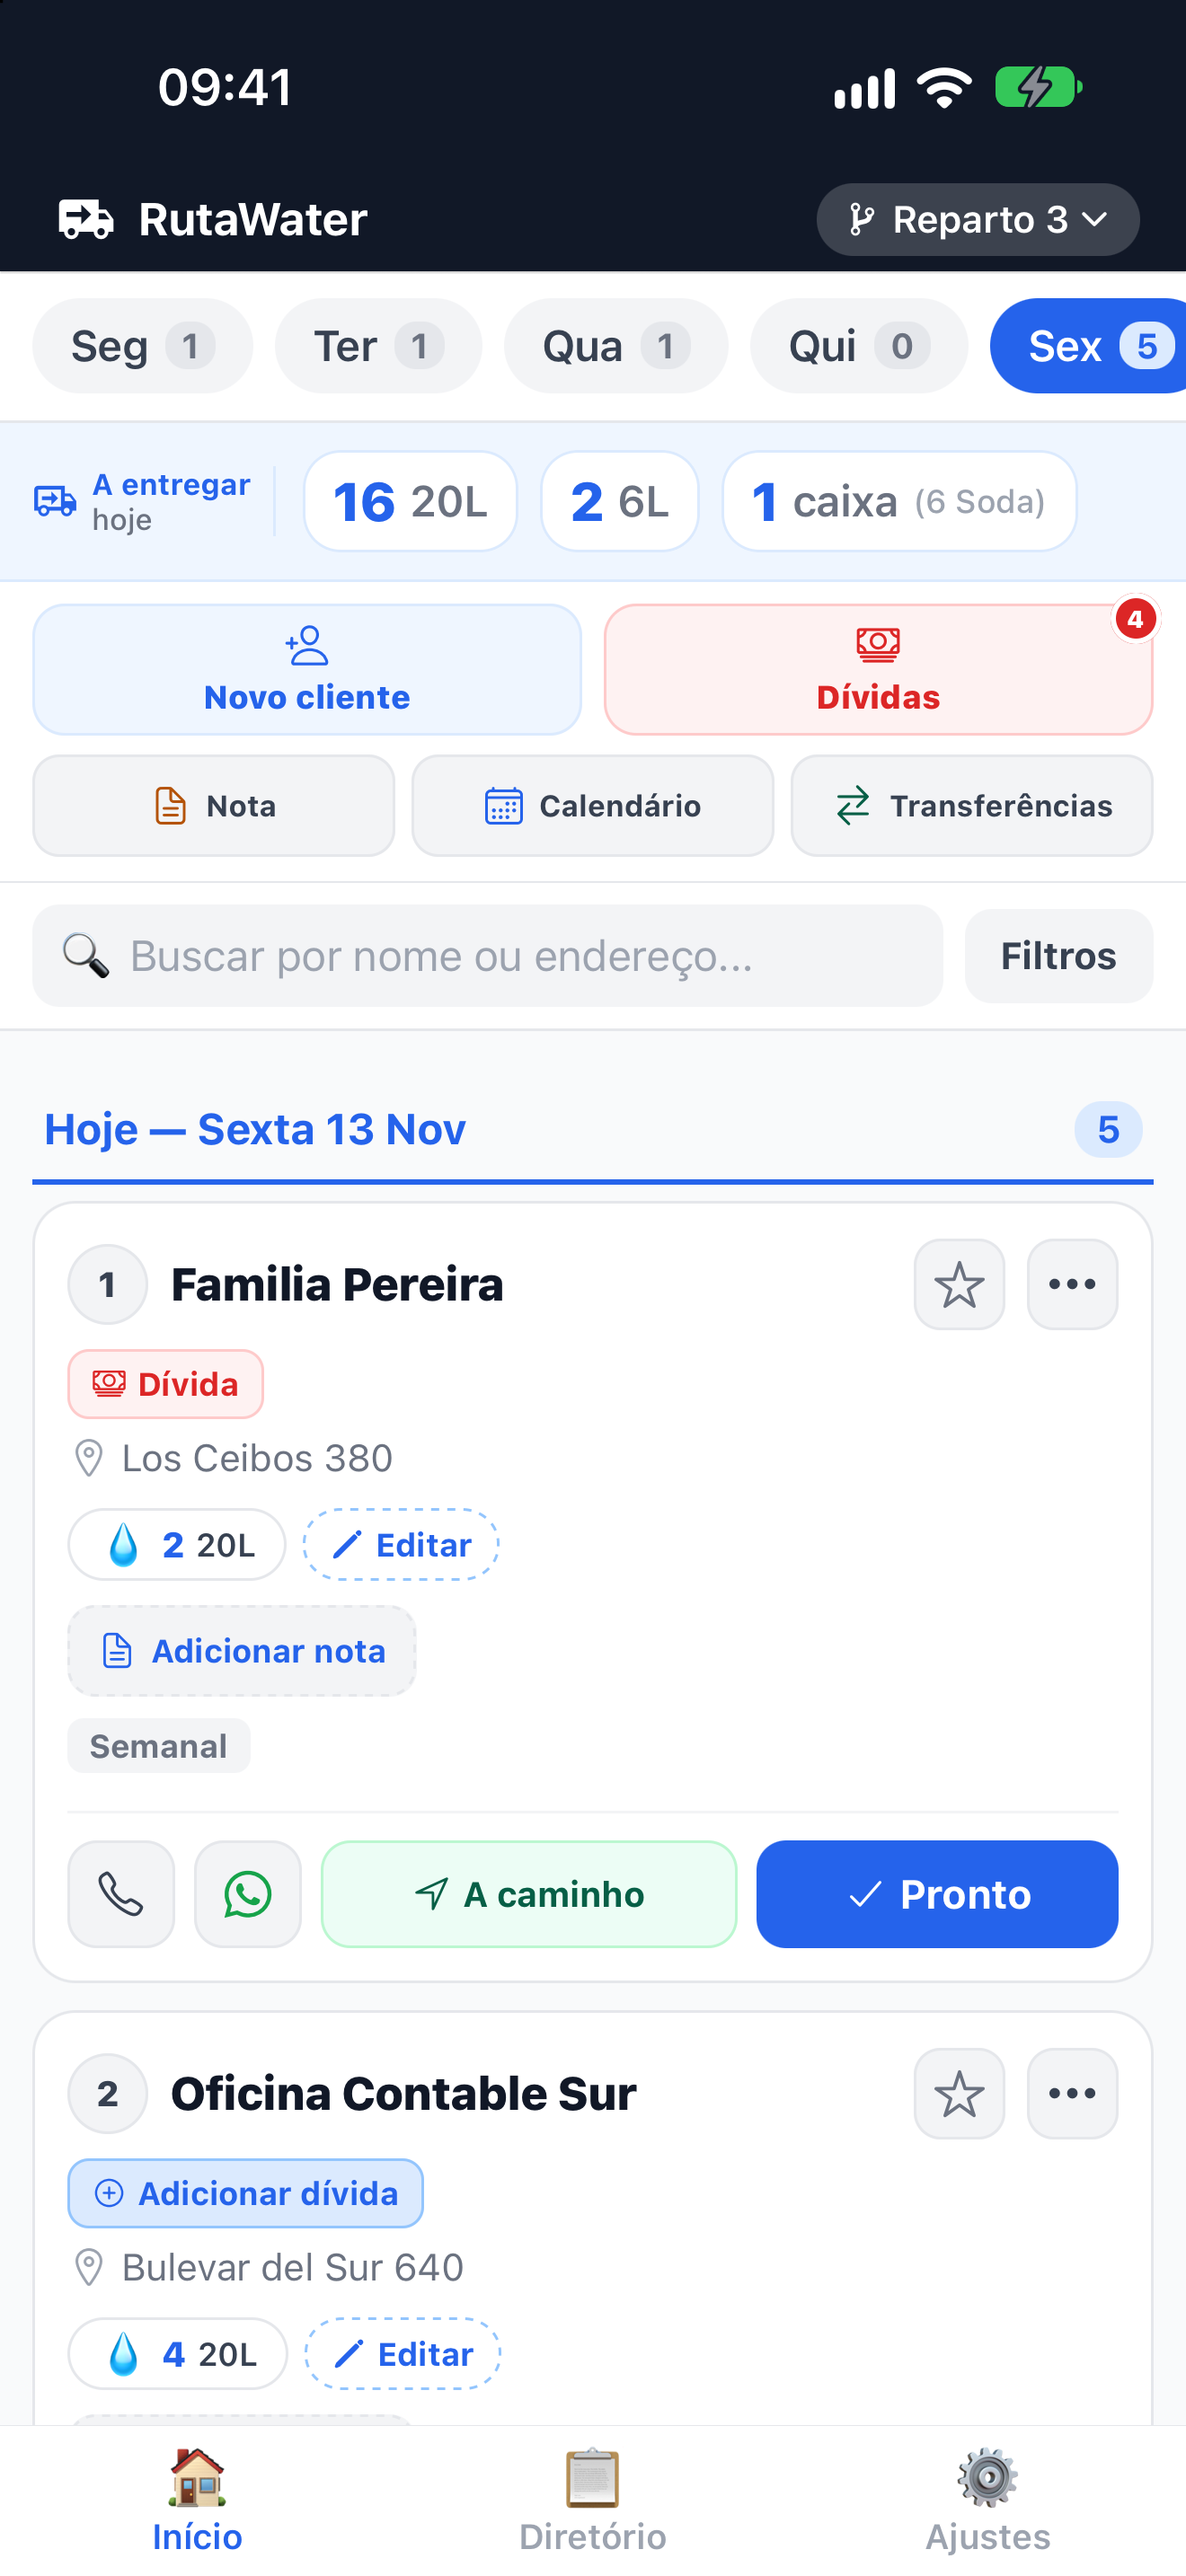 09:41
RutaWater
Reparto 3
Seg 1
Ter 1
Qua 1
Qui 0
Sex 5
A entregar
hoje
16 20L
2 6L
1 caixa (6 Soda)
Novo cliente
Dívidas
4
Nota
Calendário
Transferências
Buscar por nome ou endereço...
Filtros
Hoje — Sexta 13 Nov
5
1 Familia Pereira
Dívida
Los Ceibos 380
2 20L
Editar
Adicionar nota
Semanal
A caminho
Pronto
2 Oficina Contable Sur
Adicionar dívida
Bulevar del Sur 640
4 20L
Editar
Início
Diretório
Ajustes